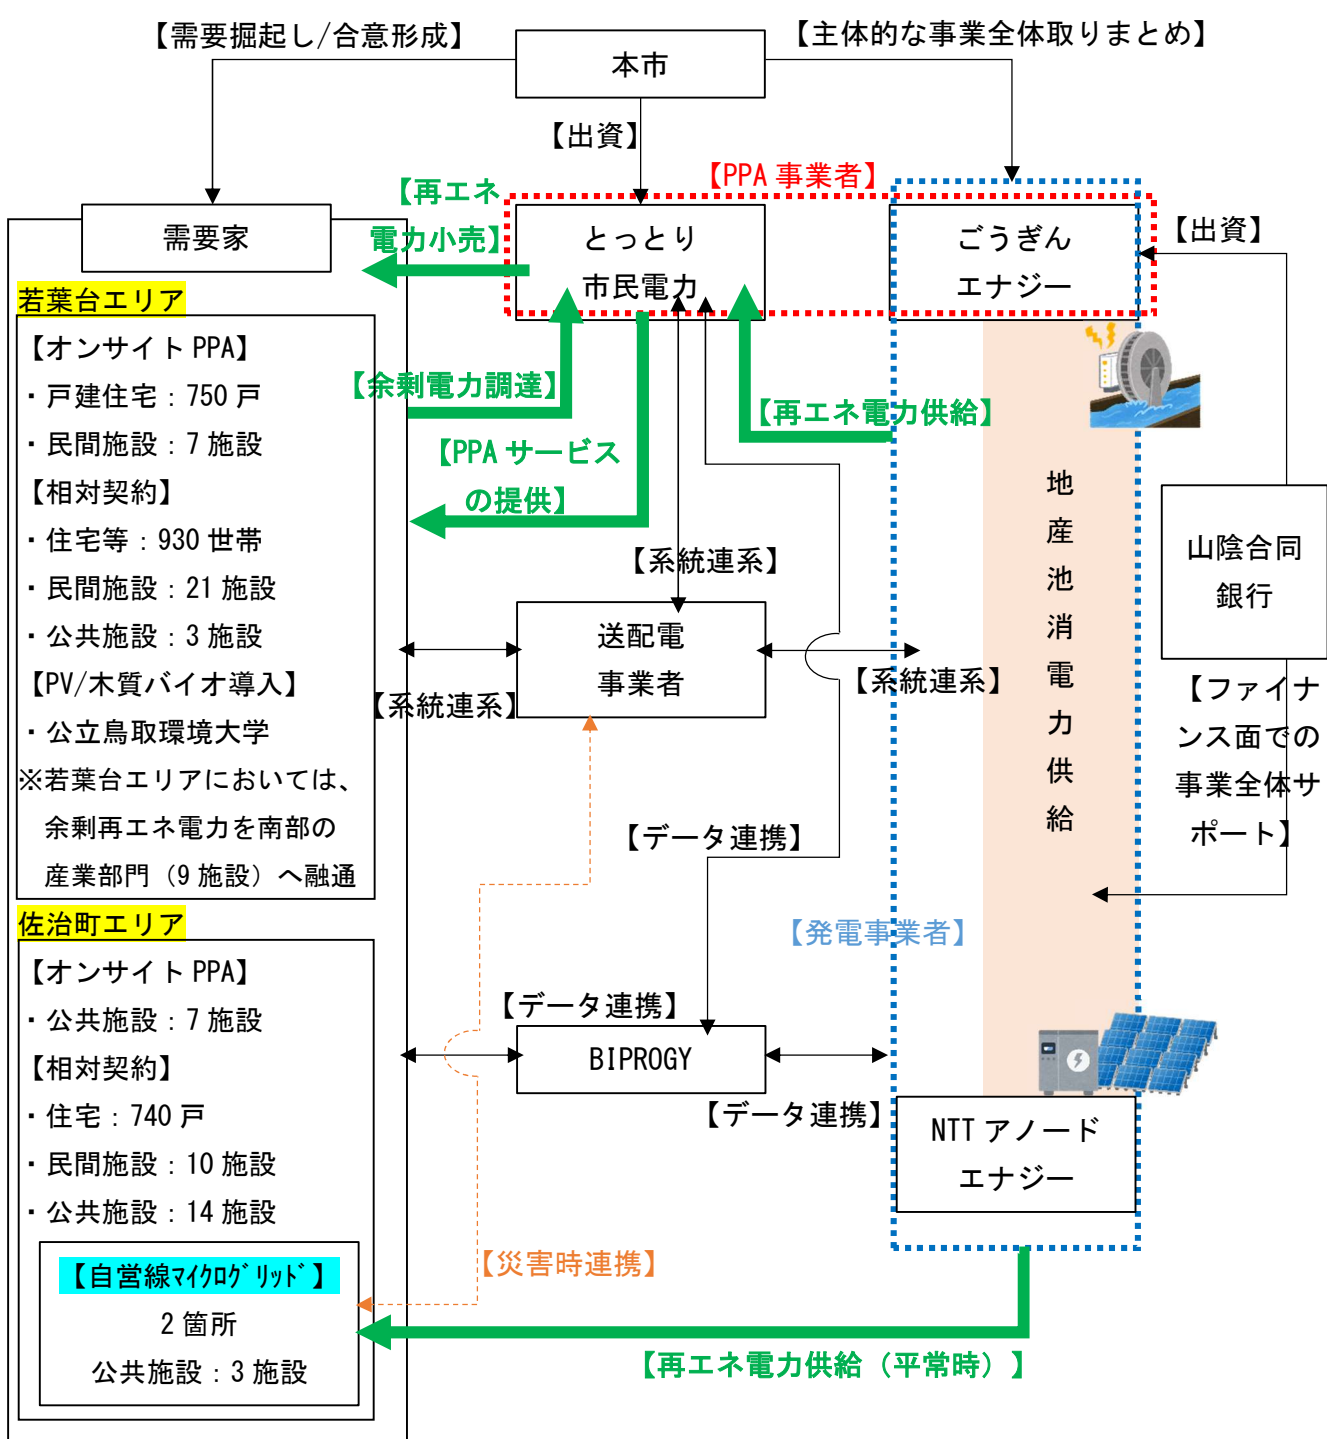 【需要掘起し/合意形成】
【主体的な事業全体取りまとめ】
本市
【出資】
【PPA 事業者】
【再エネ
電力小売】
需要家
とっとり
市民電力
ごうぎん
エナジー
【出資】
若葉台エリア
【オンサイト PPA】
・戸建住宅：750 戸
・民間施設：7 施設
【相対契約】
・住宅等：930 世帯
・民間施設：21 施設
・公共施設：3 施設
【PV/木質バイオ導入】
・公立鳥取環境大学
※若葉台エリアにおいては、
余剰再エネ電力を南部の
産業部門（9 施設）へ融通
【余剰電力調達】
【再エネ電力供給】
【PPA サービス
の提供】
【系統連系】
送配電
事業者
【系統連系】
【系統連系】
地産池消電力供給
山陰合同
銀行
【ファイナ
ンス面での
事業全体サ
ポート】
【データ連携】
【発電事業者】
佐治町エリア
【オンサイト PPA】
・公共施設：7 施設
【相対契約】
・住宅：740 戸
・民間施設：10 施設
・公共施設：14 施設
【データ連携】
BIPROGY
【データ連携】
NTT アノード
エナジー
【自営線ﾏｲｸﾛｸﾞﾘｯﾄﾞ】
2 箇所
公共施設：3 施設
【災害時連携】
【再エネ電力供給（平常時）】